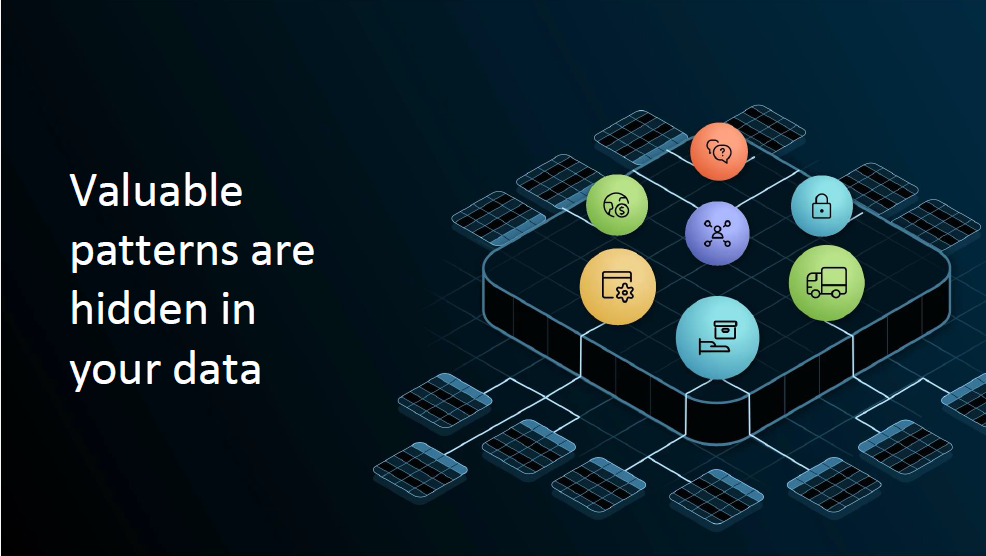 Valuable
patterns are
hidden in
your data
?
$